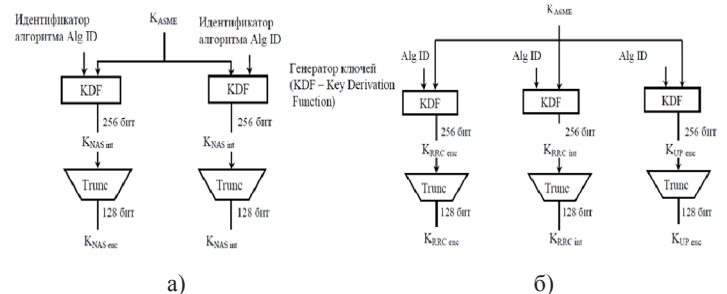 Идентификатор
алгоритма Alg ID
K_ASME
Идентификатор
алгоритма Alg ID
KDF
KDF
256 бит
256 бит
K_NAS int
K_NAS int
Trunc
Trunc
128 бит
128 бит
K_NAS enc
K_NAS int
а)
K_ASME
Alg ID
Alg ID
Alg ID
Генератор ключей
(KDF – Key Derivation
Function)
KDF
KDF
KDF
256 бит
256 бит
256 бит
K_RRC enc
K_RRC int
K_UP enc
Trunc
Trunc
Trunc
128 бит
128 бит
128 бит
K_RRC enc
K_RRC int
K_UP enc
б)